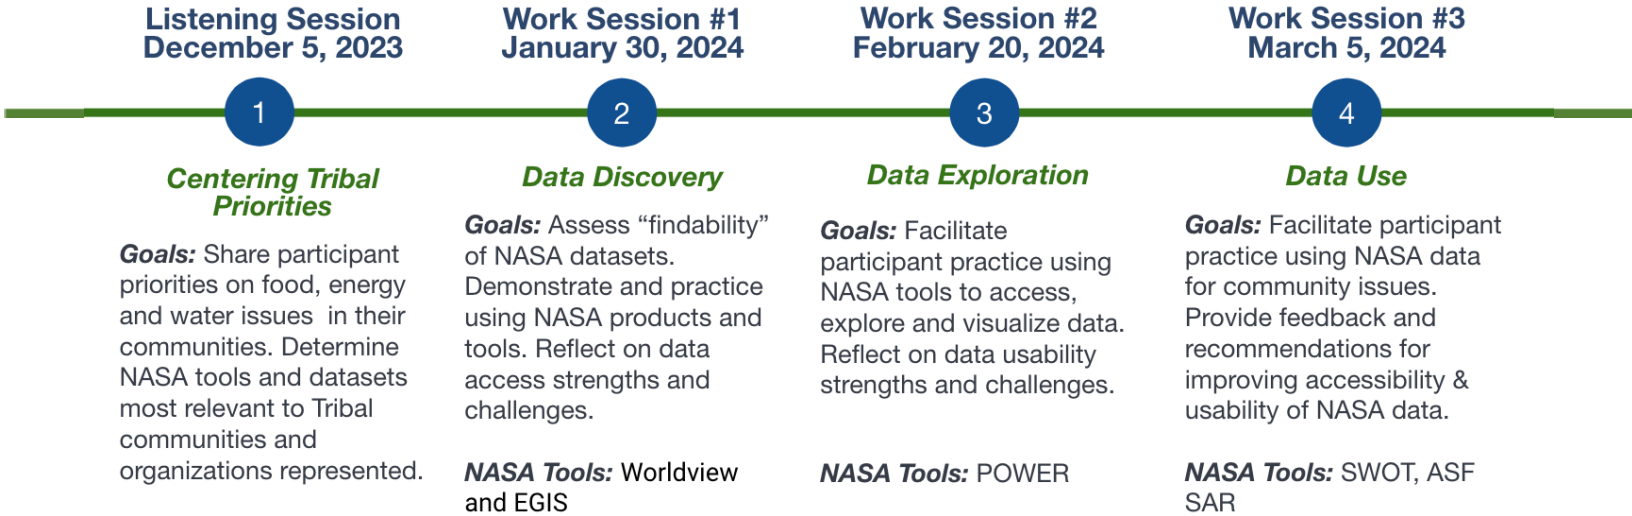 Listening Session
December 5, 2023
1
Centering Tribal
Priorities
Goals: Share participant
priorities on food, energy
and water issues  in their
communities. Determine
NASA tools and datasets
most relevant to Tribal
communities and
organizations represented.
Work Session #1
January 30, 2024
2
Data Discovery
Goals: Assess “findability”
of NASA datasets.
Demonstrate and practice
using NASA products and
tools. Reflect on data
access strengths and
challenges.
NASA Tools: Worldview
and EGIS
Work Session #2
February 20, 2024
3
Data Exploration
Goals: Facilitate
participant practice using
NASA tools to access,
explore and visualize data.
Reflect on data usability
strengths and challenges.
NASA Tools: POWER
Work Session #3
March 5, 2024
4
Data Use
Goals: Facilitate participant
practice using NASA data
for community issues.
Provide feedback and
recommendations for
improving accessibility &
usability of NASA data.
NASA Tools: SWOT, ASF
SAR